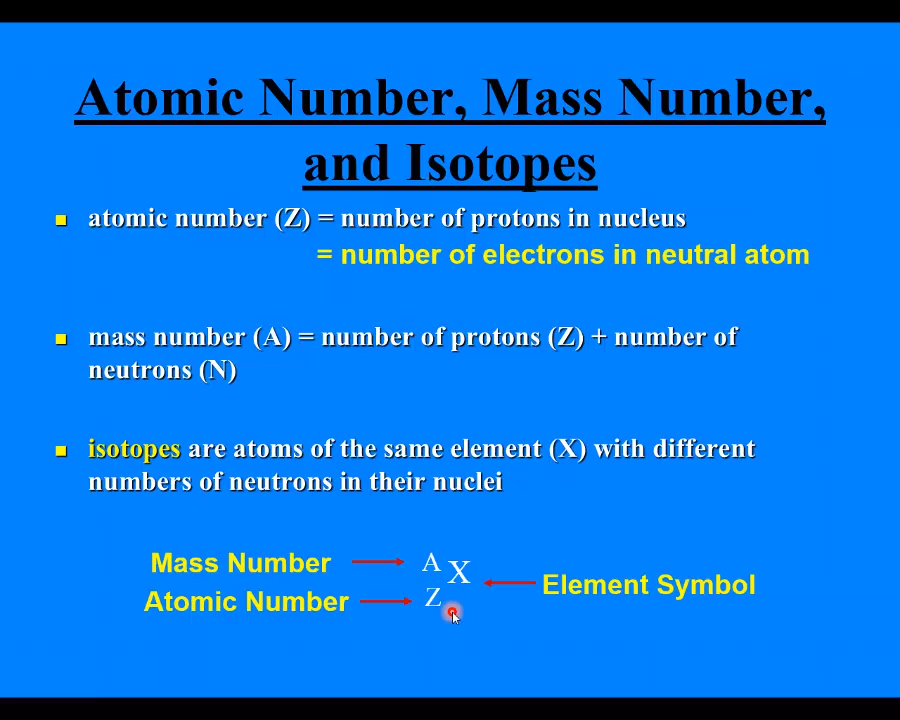 Atomic Number, Mass Number,
and Isotopes
atomic number (Z) = number of protons in nucleus
= number of electrons in neutral atom
mass number (A) = number of protons (Z) + number of
neutrons (N)
isotopes are atoms of the same element (X) with different
numbers of neutrons in their nuclei
Mass Number
A
X
Element Symbol
Atomic Number
Z